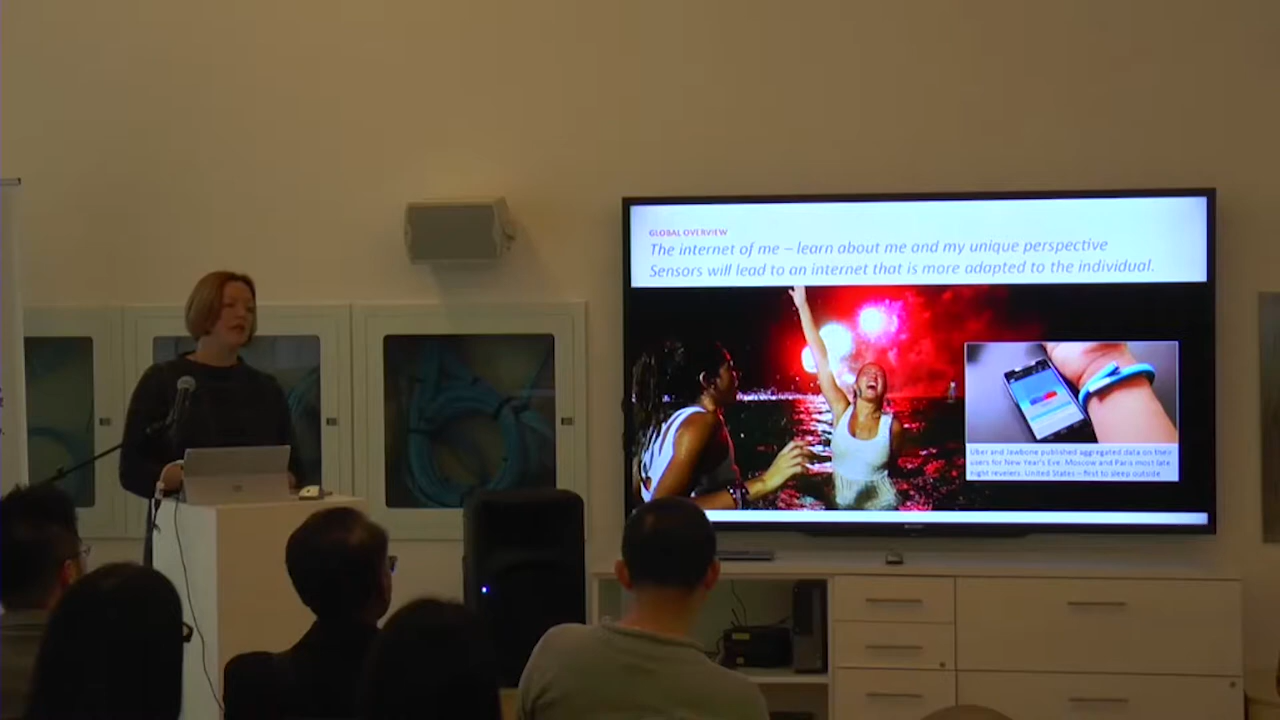 GLOBAL OVERVIEW
The internet of me – learn about me and my unique perspective
Sensors will lead to an internet that is more adapted to the individual.
Uber and Jawbone published aggregated data on their
users for New Year's Eve. Moscow and Paris most late
night revelers. United States – first to sleep outside